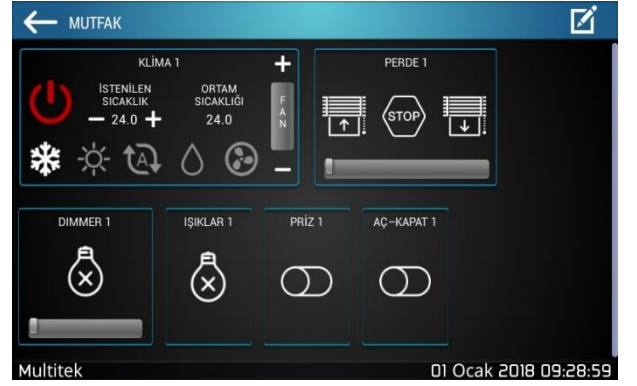 MUTFAK
KLİMA 1
İSTENİLEN
SICAKLIK
24.0
ORTAM
SICAKLIĞI
24.0
FAN
A
PERDE 1
STOP
DIMMER 1
IŞIKLAR 1
PRİZ 1
AÇ-KAPAT 1
Multitek
01 Ocak 2018 09:28:59